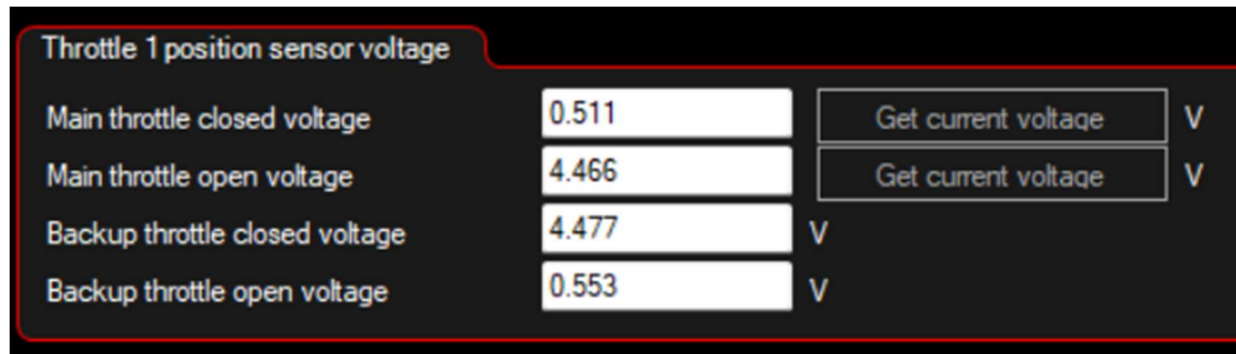 Throttle 1 position sensor voltage
Main throttle closed voltage 0.511 Get current voltage V
Main throttle open voltage 4.466 Get current voltage V
Backup throttle closed voltage 4.477 V
Backup throttle open voltage 0.553 V